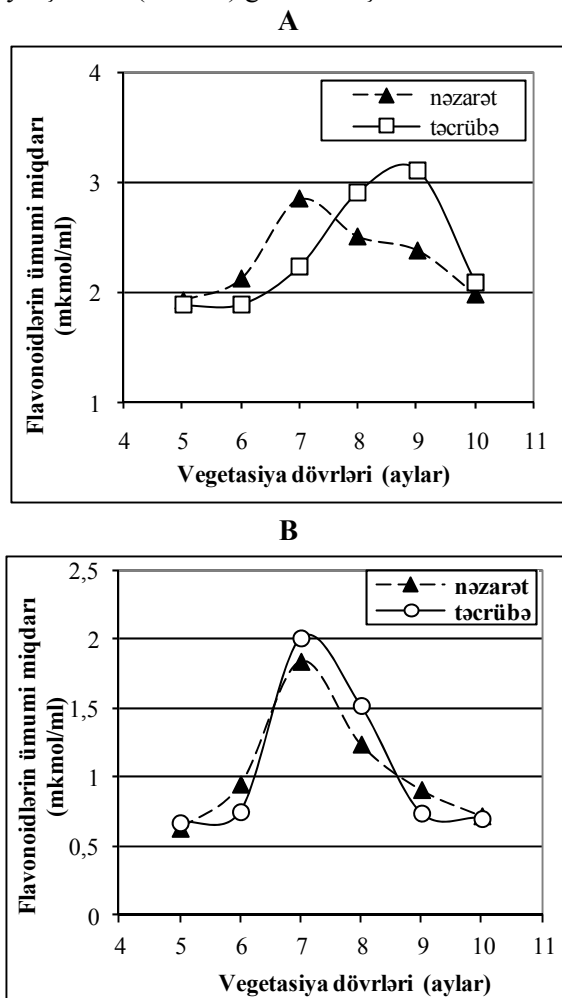 A
4
3
2
1
Flavonoidlərin ümumi miqdarı
(mkmol/ml)
nəzarət
təcrübə
4 5 6 7 8 9 10 11
Vegetasiya dövrləri (aylar)
B
2,5
2
1,5
1
0,5
0
Flavonoidlərin ümumi miqdarı
(mkmol/ml)
nəzarət
təcrübə
4 5 6 7 8 9 10 11
Vegetasiya dövrləri (aylar)